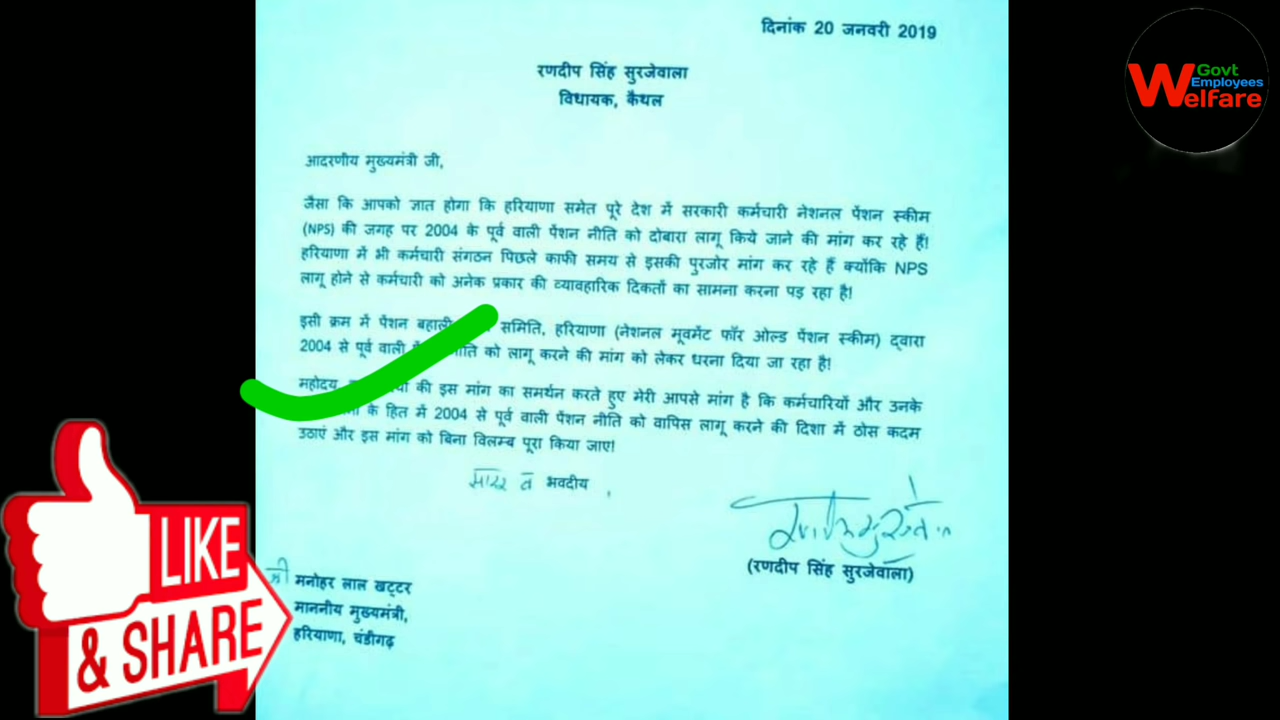 दिनांक 20 जनवरी 2019
Govt
Employees
Welfare
रणदीप सिंह सुरजेवाला
विधायक, कैथल
आदरणीय मुख्यमंत्री जी,
जैसा कि आपको ज्ञात होगा कि हरियाणा समेत पूरे देश में सरकारी कर्मचारी नेशनल पेंशन स्कीम
(NPS) की जगह पर 2004 के पूर्व वाली पेंशन नीति को दोबारा लागू किये जाने की मांग कर रहे हैं!
हरियाणा में भी कर्मचारी संगठन पिछले काफी समय से इसकी पुरजोर मांग कर रहे हैं क्योंकि NPS
लागू होने से कर्मचारी को अनेक प्रकार की व्यावहारिक दिकतों का सामना करना पड़ रहा है!
इसी क्रम में पेंशन बहाली समिति, हरियाणा (नेशनल मूवमेंट फॉर ओल्ड पेंशन स्कीम) द्वारा
2004 से पूर्व वाली को लागू करने की मांग को लेकर धरना दिया जा रहा है!
महोदय की इस मांग का समर्थन करते हुए मेरी आपसे मांग है कि कर्मचारियों और उनके
के हित में 2004 से पूर्व वाली पेंशन नीति को वापिस लागू करने की दिशा में ठोस कदम
उठाएं और इस मांग को बिना विलम्ब पूरा किया जाए!
भवदीय
(रणदीप सिंह सुरजेवाला)
श्री मनोहर लाल खट्टर
माननीय मुख्यमंत्री,
हरियाणा, चंडीगढ़
LIKE
& SHARE